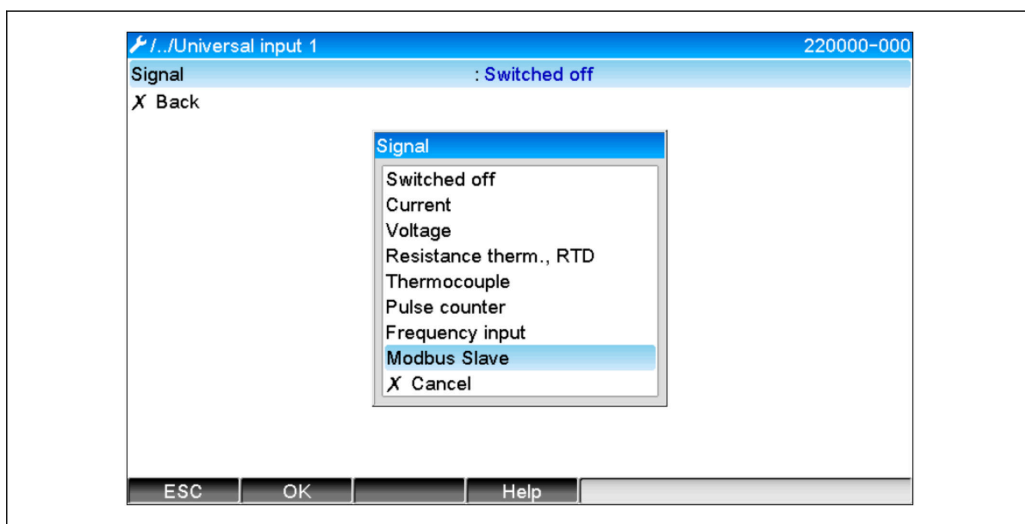 /../Universal input 1 220000-000
Signal : Switched off
X Back
Signal
Switched off
Current
Voltage
Resistance therm., RTD
Thermocouple
Pulse counter
Frequency input
Modbus Slave
X Cancel
ESC OK Help